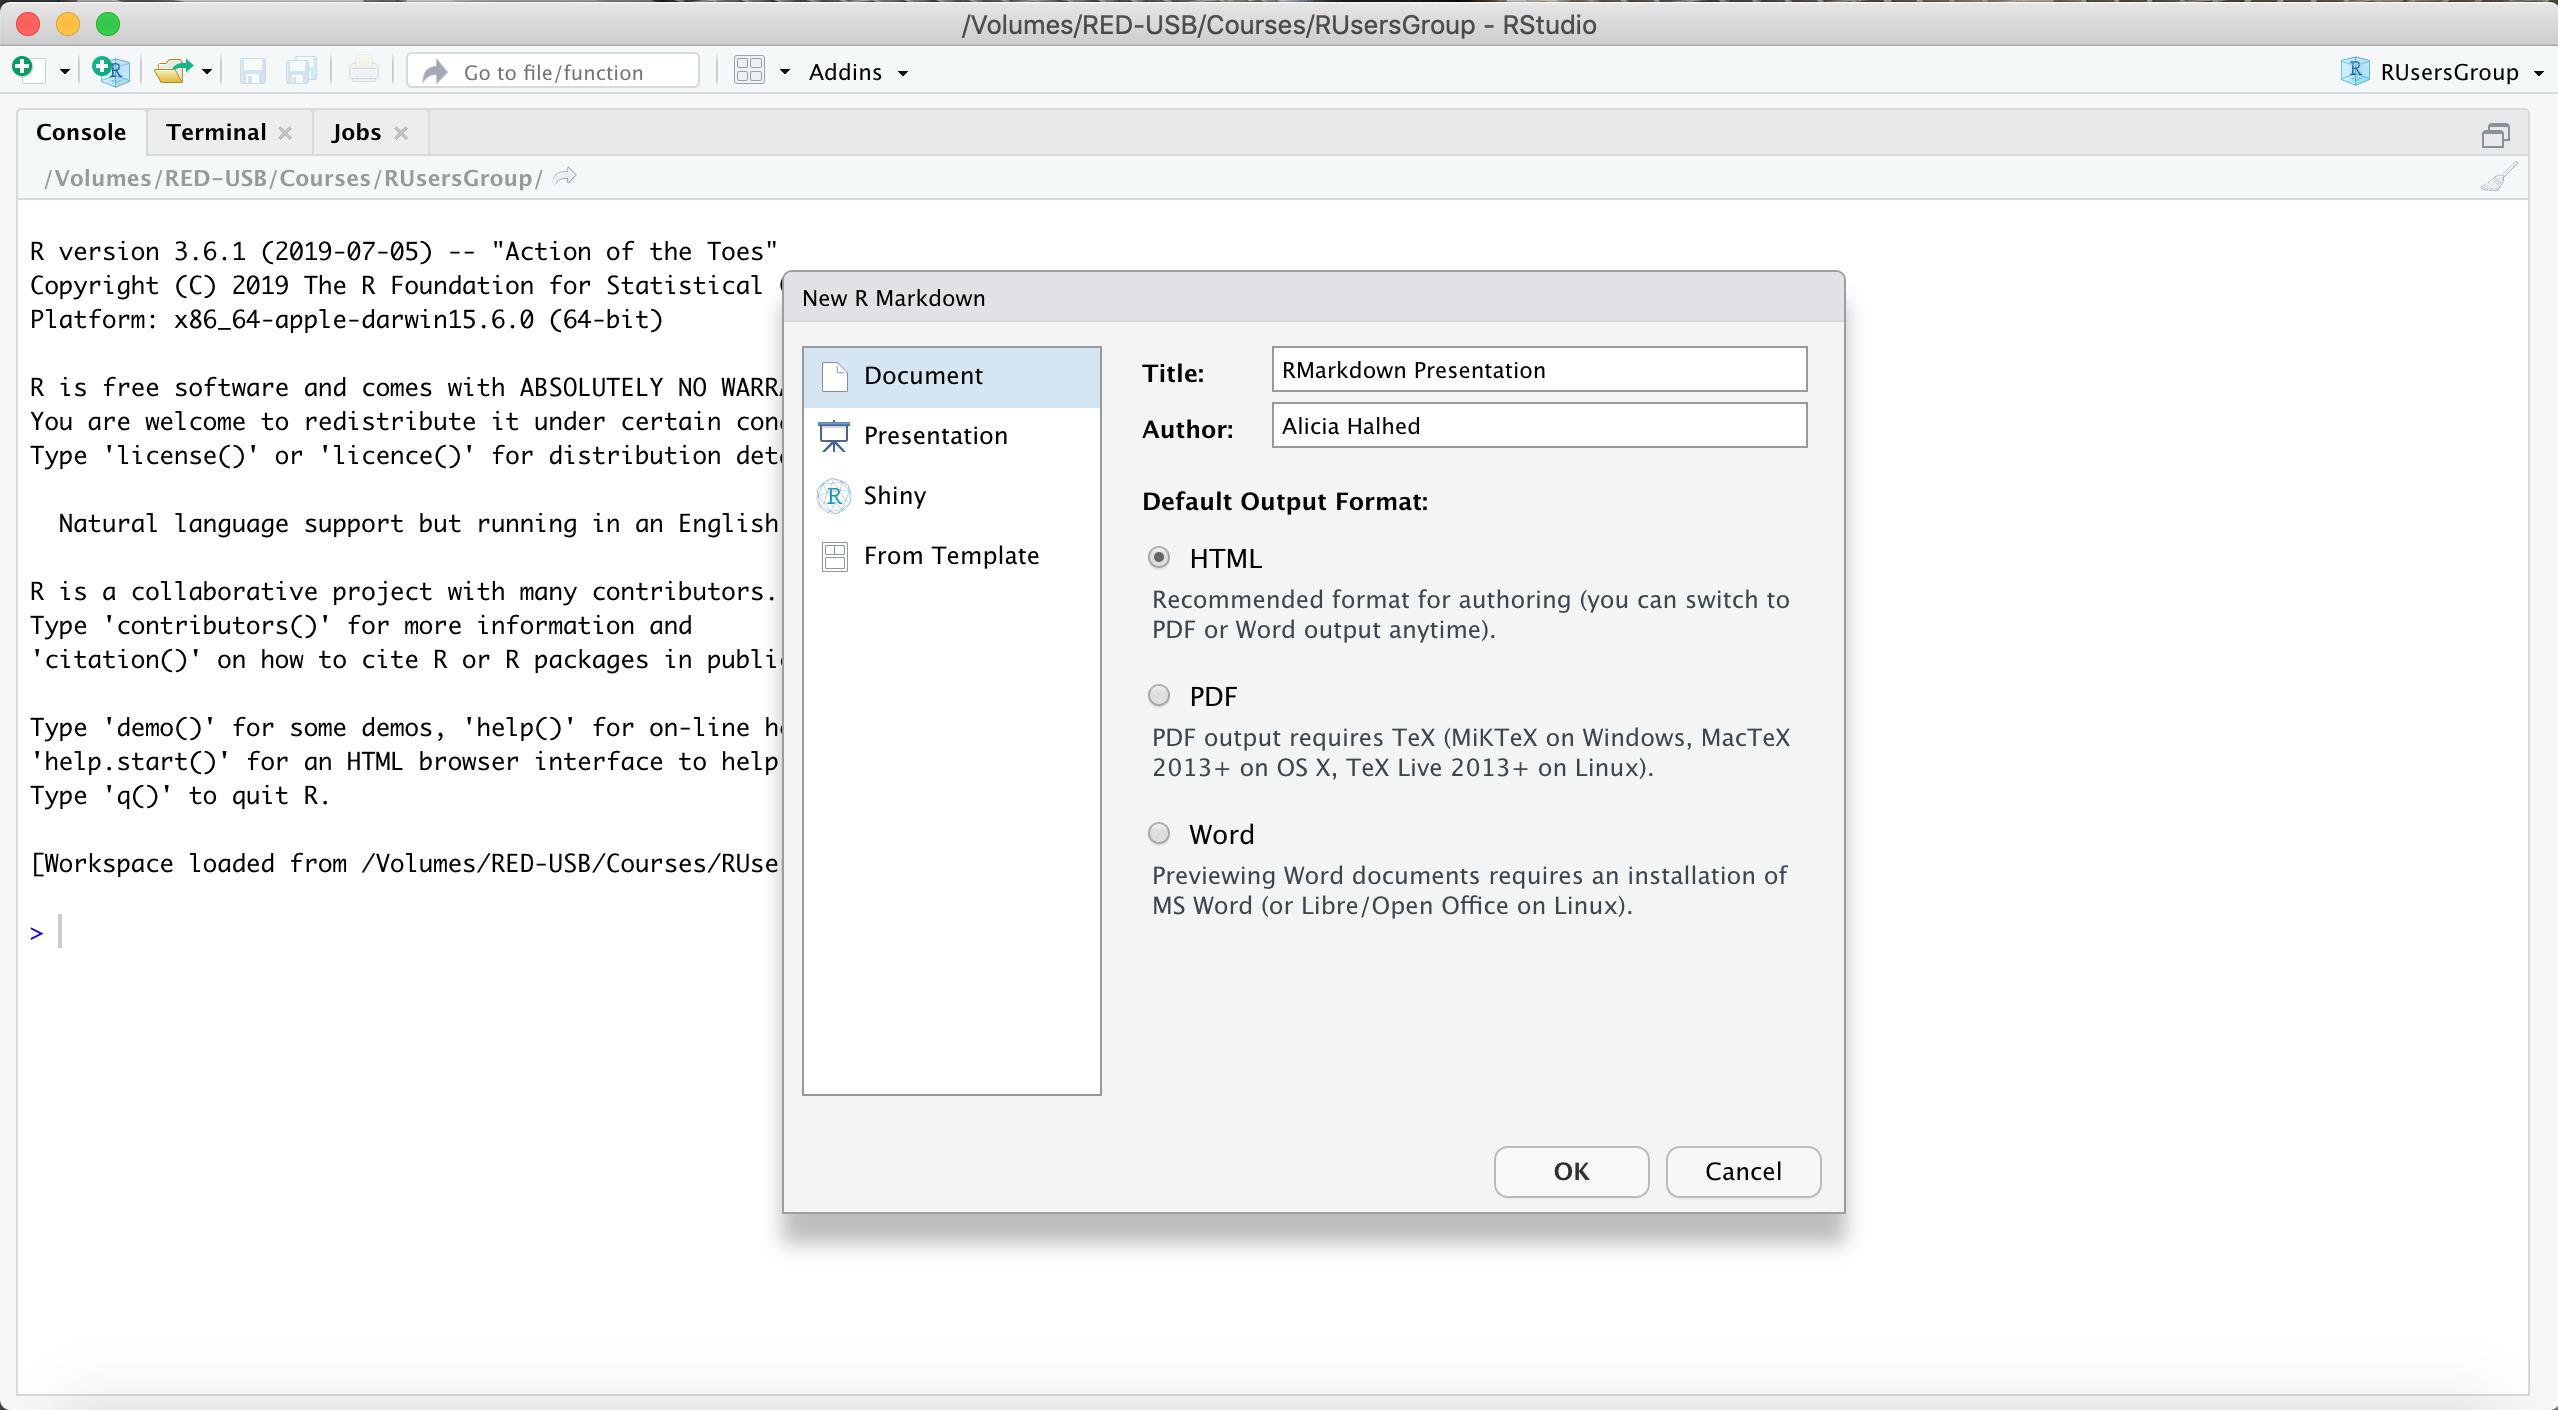 /Volumes/RED-USB/Courses/RUsersGroup - RStudio
Go to file/function
Addins
RUsersGroup
Console
Terminal
Jobs
/Volumes/RED-USB/Courses/RUsersGroup/
R version 3.6.1 (2019-07-05) -- "Action of the Toes"
Copyright (C) 2019 The R Foundation for Statistical
Platform: x86_64-apple-darwin15.6.0 (64-bit)
R is free software and comes with ABSOLUTELY NO WARRA
You are welcome to redistribute it under certain con
Type 'license()' or 'licence()' for distribution det
Natural language support but running in an English
R is a collaborative project with many contributors.
Type 'contributors()' for more information and
'citation()' on how to cite R or R packages in publi
Type 'demo()' for some demos, 'help()' for on-line h
'help.start()' for an HTML browser interface to help
Type 'q()' to quit R.
[Workspace loaded from /Volumes/RED-USB/Courses/RUse
>
New R Markdown
Document
Presentation
Shiny
From Template
Title:
RMarkdown Presentation
Author:
Alicia Halhed
Default Output Format:
HTML
Recommended format for authoring (you can switch to
PDF or Word output anytime).
PDF
PDF output requires TeX (MiKTeX on Windows, MacTeX
2013+ on OS X, TeX Live 2013+ on Linux).
Word
Previewing Word documents requires an installation of
MS Word (or Libre/Open Office on Linux).
OK
Cancel